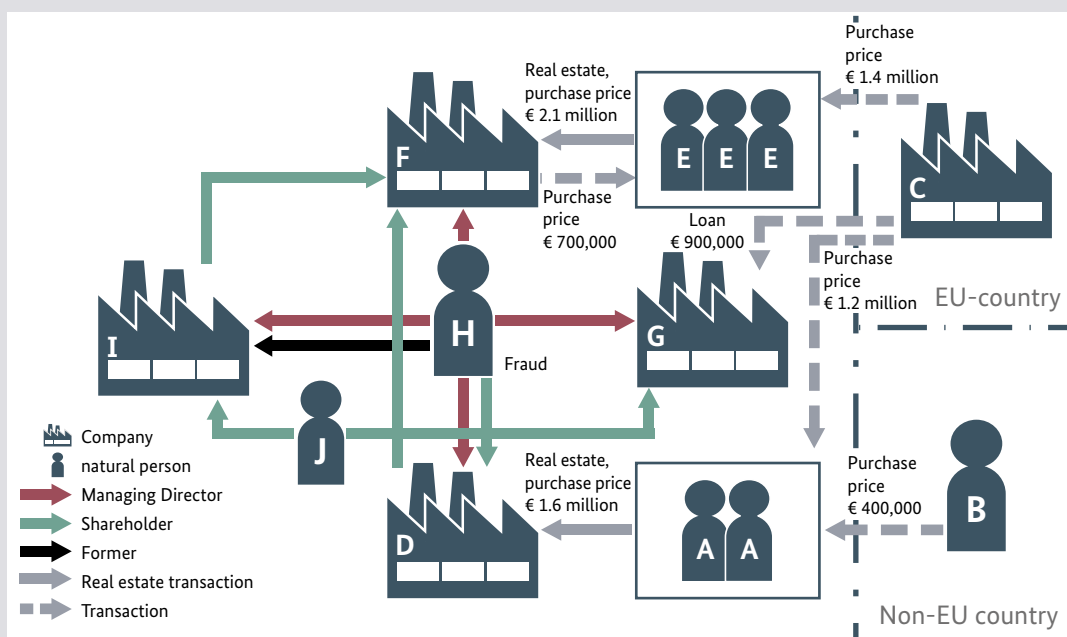 Purchase
price
€ 1.4 million
Real estate,
purchase price
€ 2.1 million
F
E E E
C
Purchase
price
€ 700,000
Loan
€ 900,000
Purchase
price
€ 1.2 million
EU-country
I
H
G
Fraud
J
Company
natural person
Managing Director
Shareholder
Former
Real estate transaction
Transaction
Real estate,
purchase price
€ 1.6 million
D
A A
Purchase
price
€ 400,000
B
Non-EU country